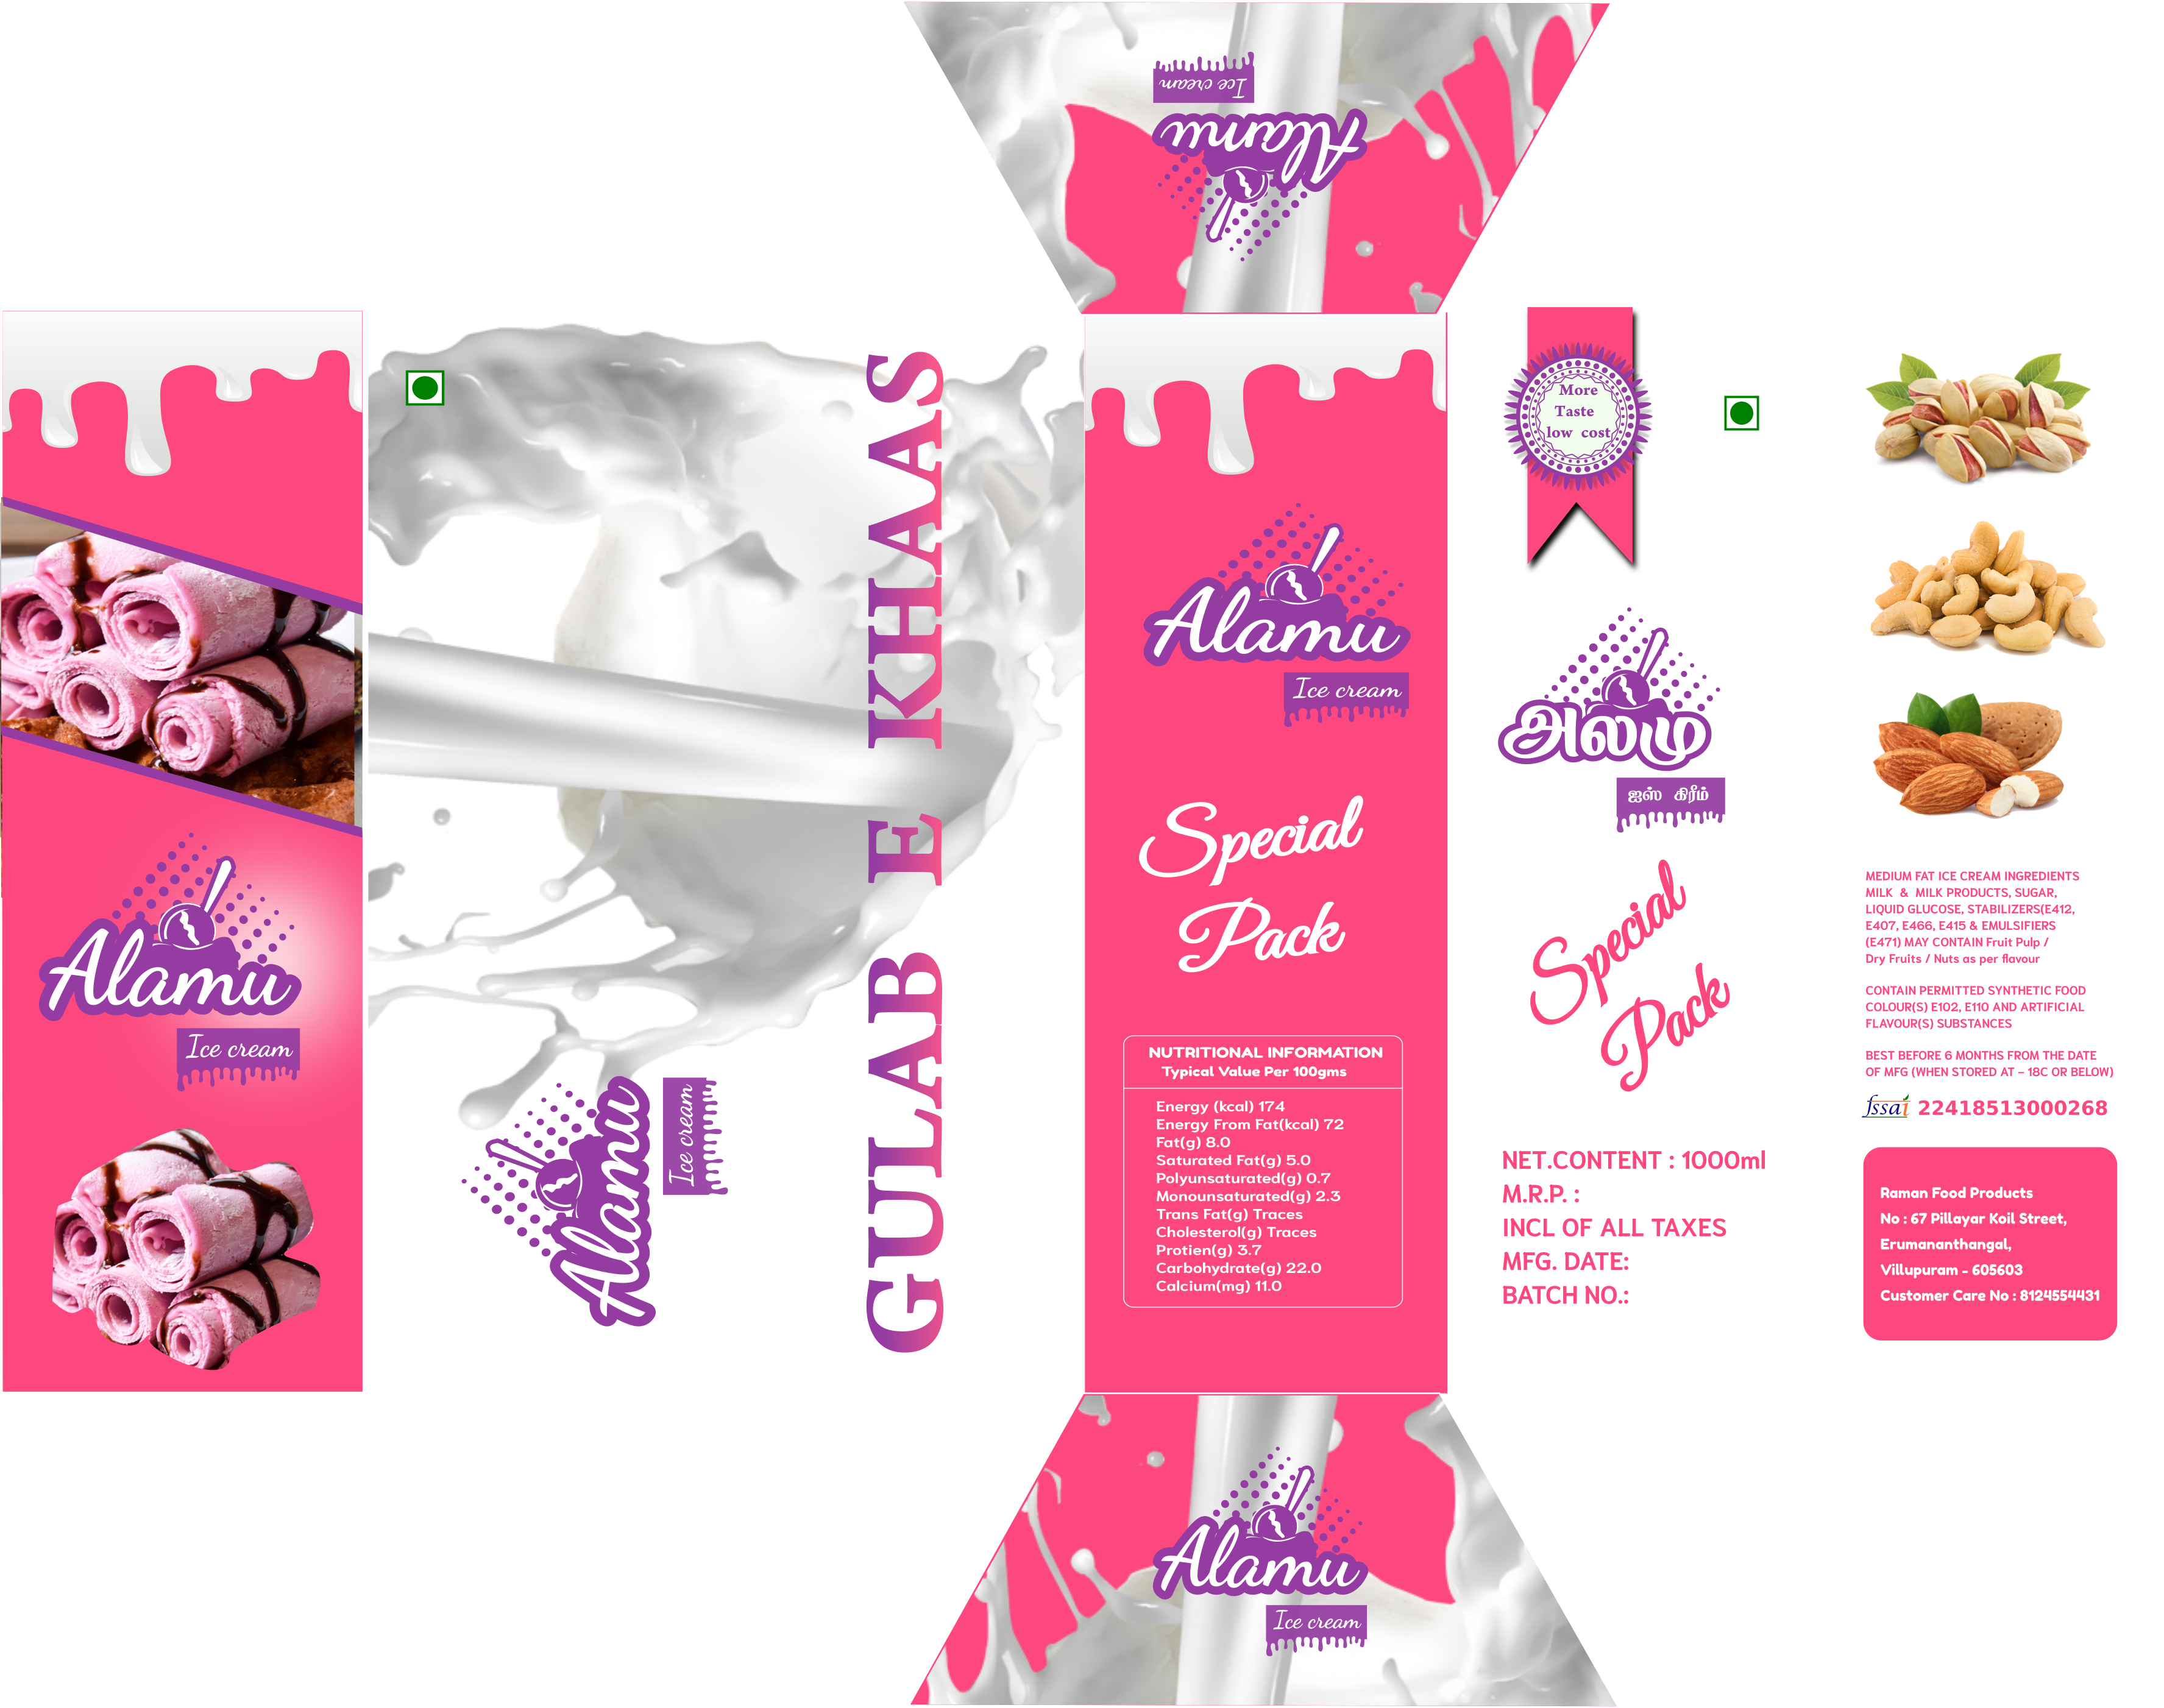 Alamu
Ice cream
Alamu
Ice cream
Alamu
Ice cream
GULAB E KHAAS
Alamu
Ice cream
Special
Pack
NUTRITIONAL INFORMATION
Typical Value Per 100gms
Energy (kcal) 174
Energy From Fat(kcal) 72
Fat(g) 8.0
Saturated Fat(g) 5.0
Polyunsaturated(g) 0.7
Monounsaturated(g) 2.3
Trans Fat(g) Traces
Cholesterol(g) Traces
Protien(g) 3.7
Carbohydrate(g) 22.0
Calcium(mg) 11.0
More
Taste
low cost
அலமு
ஐஸ் கிரீம்
Special
Pack
NET.CONTENT : 1000ml
M.R.P. :
INCL OF ALL TAXES
MFG. DATE:
BATCH NO.:
MEDIUM FAT ICE CREAM INGREDIENTS
MILK & MILK PRODUCTS, SUGAR,
LIQUID GLUCOSE, STABILIZERS(E412,
E407, E466, E415 & EMULSIFIERS
(E471) MAY CONTAIN Fruit Pulp /
Dry Fruits / Nuts as per flavour
CONTAIN PERMITTED SYNTHETIC FOOD
COLOUR(S) E102, E110 AND ARTIFICIAL
FLAVOUR(S) SUBSTANCES
BEST BEFORE 6 MONTHS FROM THE DATE
OF MFG (WHEN STORED AT - 18C OR BELOW)
fssai 22418513000268
Raman Food Products
No : 67 Pillayar Koil Street,
Erumananthangal,
Villupuram - 605603
Customer Care No : 8124554431
Alamu
Ice cream